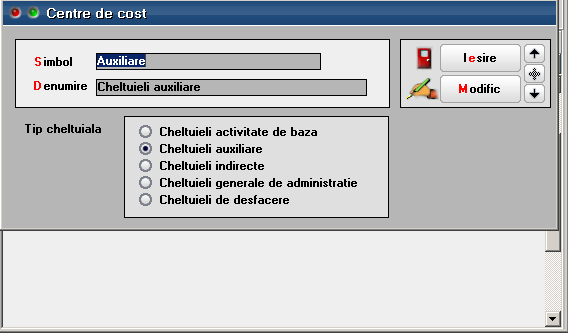 Centre de cost
Simbol Auxiliare
Iesire
Denumire Cheltuieli auxiliare
Modific
Tip cheltuiala
Cheltuieli activitate de baza
Cheltuieli auxiliare
Cheltuieli indirecte
Cheltuieli generale de administratie
Cheltuieli de desfacere